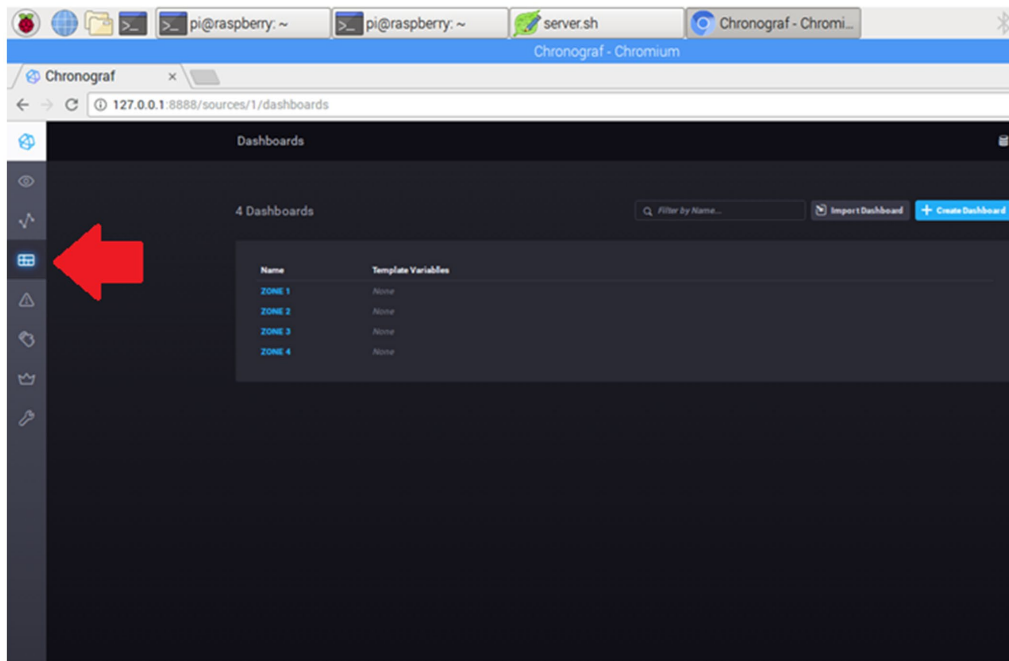 pi@raspberry: ~ pi@raspberry: ~ server.sh Chronograf - Chromi...
Chronograf - Chromium
Chronograf ×
127.0.0.1:8888/sources/1/dashboards
Dashboards
4 Dashboards Filter by Name... Import Dashboard + Create Dashboard
Name Template Variables
ZONE 1 None
ZONE 2 None
ZONE 3 None
ZONE 4 None